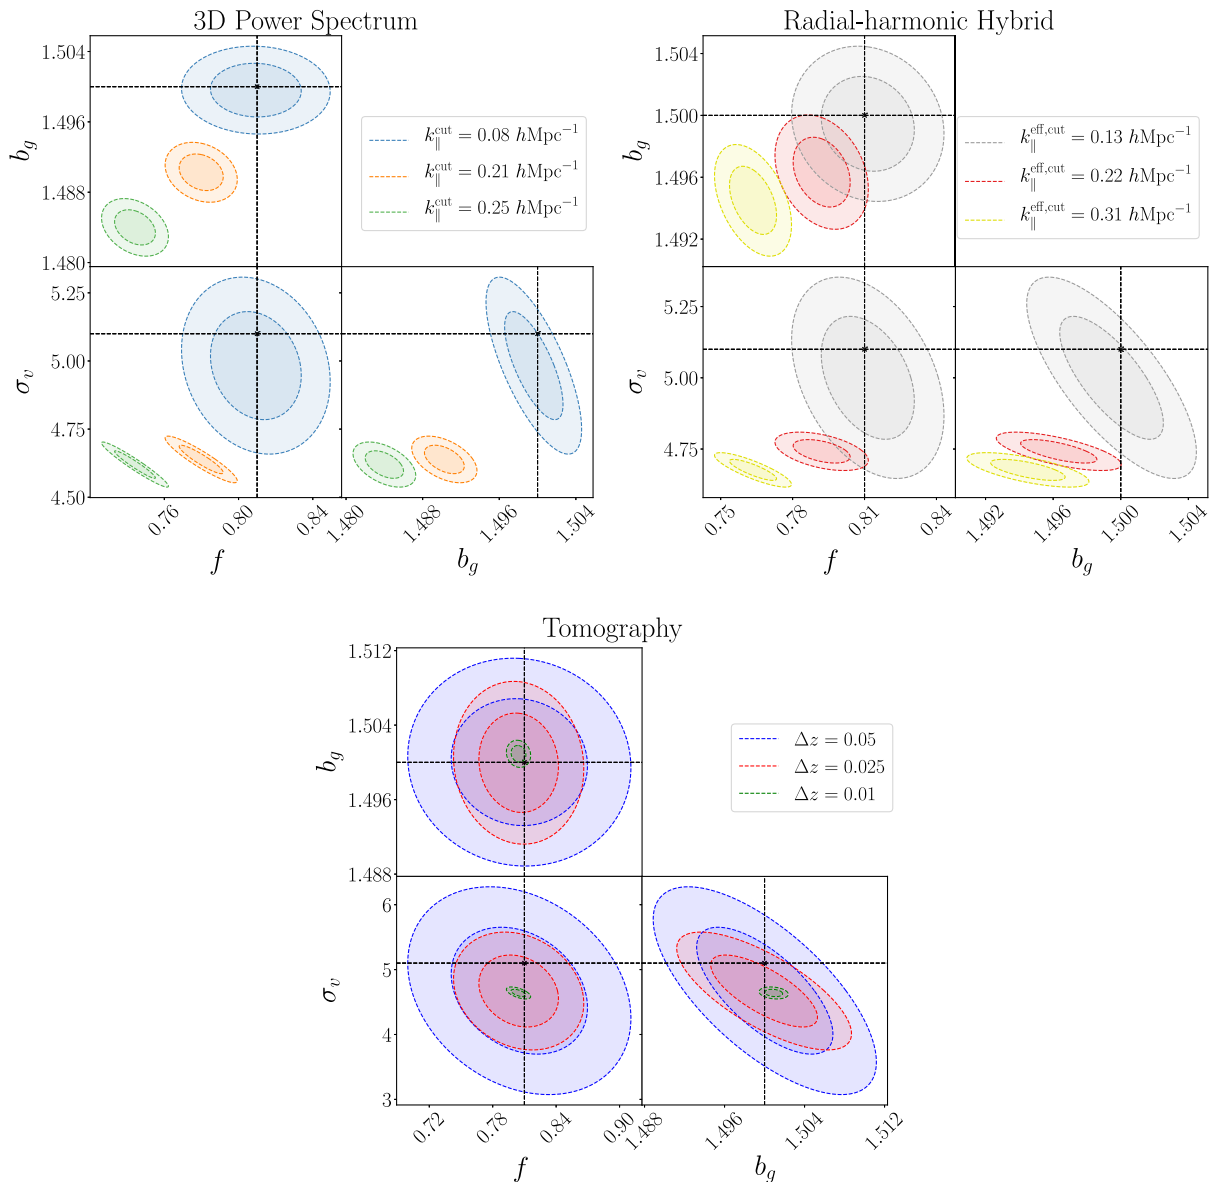 3D Power Spectrum
1.504
1.496
1.488
1.480
b_g
k_∥^cut = 0.08 hMpc⁻¹
k_∥^cut = 0.21 hMpc⁻¹
k_∥^cut = 0.25 hMpc⁻¹
5.25
5.00
4.75
4.50
σ_v
0.76
0.80
0.84
f
1.480
1.488
1.496
1.504
b_g
Radial-harmonic Hybrid
1.504
1.500
1.496
1.492
b_g
k_∥^eff,cut = 0.13 hMpc⁻¹
k_∥^eff,cut = 0.22 hMpc⁻¹
k_∥^eff,cut = 0.31 hMpc⁻¹
5.25
5.00
4.75
σ_v
0.75
0.78
0.81
0.84
f
1.492
1.496
1.500
1.504
b_g
Tomography
1.512
1.504
1.496
1.488
b_g
Δz = 0.05
Δz = 0.025
Δz = 0.01
6
5
4
3
σ_v
0.72
0.78
0.84
0.90
f
1.488
1.496
1.504
1.512
b_g